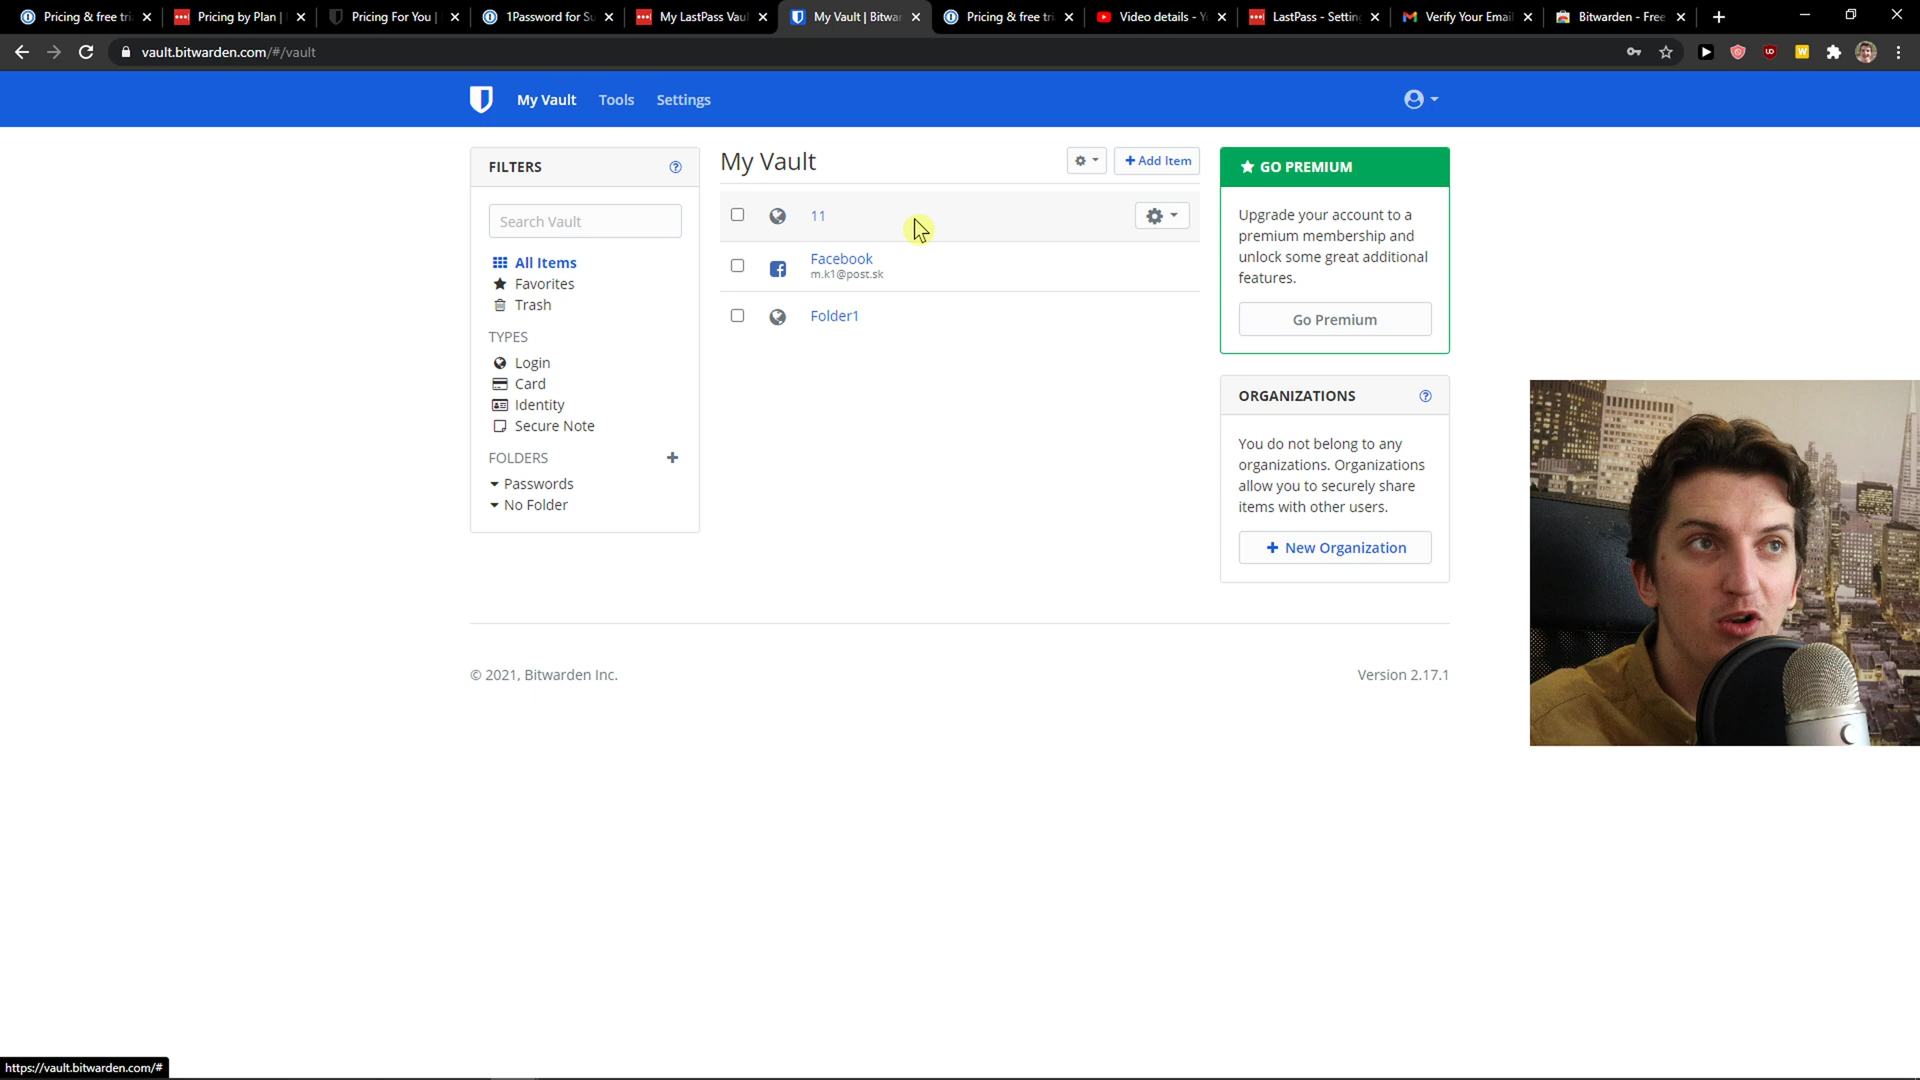 Pricing & free tri
Pricing by Plan |
Pricing For You |
1Password for Su
My LastPass Vaul
My Vault | Bitwar
Pricing & free tri
Video details - Y
LastPass - Settin
Verify Your Email
Bitwarden - Free
vault.bitwarden.com/#/vault
My Vault
Tools
Settings
FILTERS
Search Vault
All Items
Favorites
Trash
TYPES
Login
Card
Identity
Secure Note
FOLDERS
Passwords
No Folder
My Vault
Add Item
11
Facebook
m.k1@post.sk
Folder1
GO PREMIUM
Upgrade your account to a
premium membership and
unlock some great additional
features.
Go Premium
ORGANIZATIONS
You do not belong to any
organizations. Organizations
allow you to securely share
items with other users.
New Organization
© 2021, Bitwarden Inc.
Version 2.17.1
https://vault.bitwarden.com/#